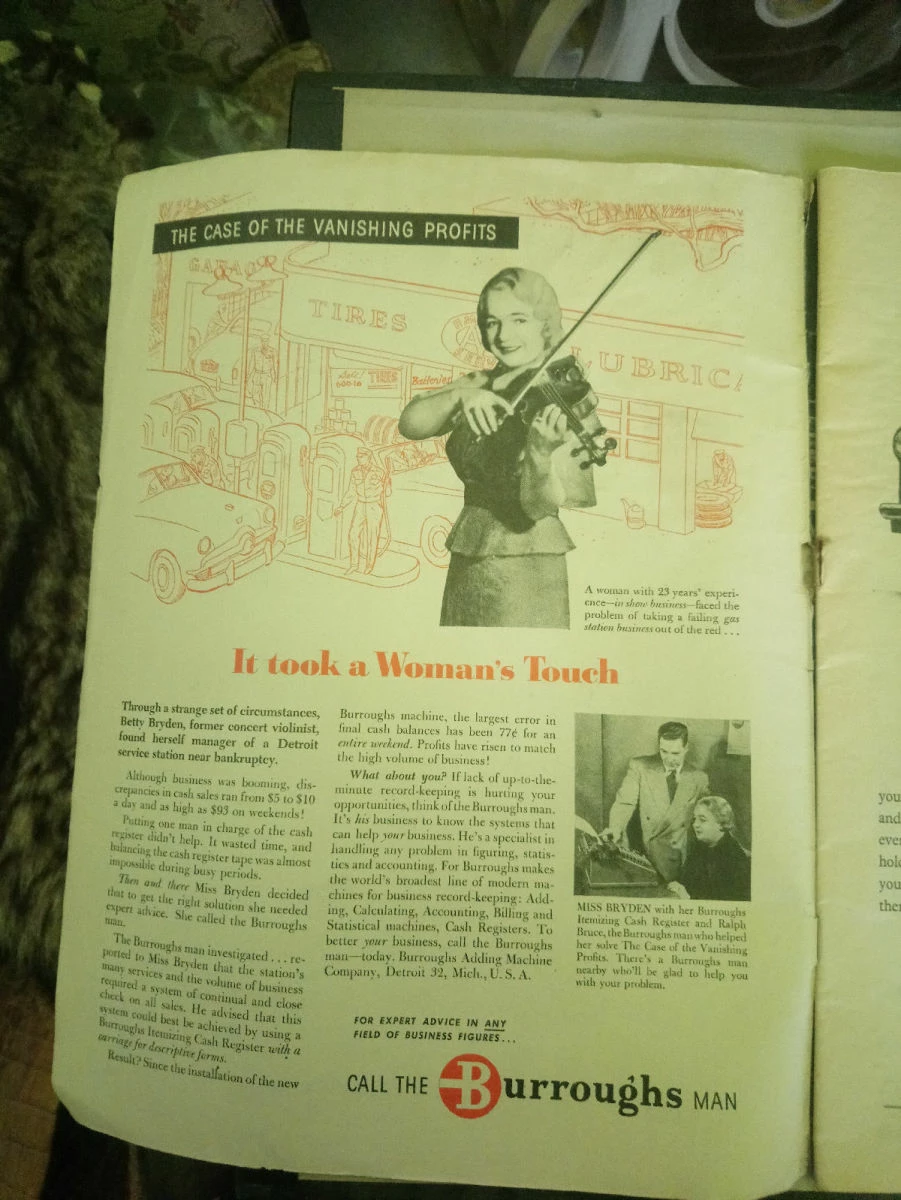 THE CASE OF THE VANISHING PROFITS
GARAGE
TIRES
LUBRICA
Sale!
600-16
TIRES
Batteries
A woman with 23 years' experi-
ence—in show business—faced the
problem of taking a failing gas
station business out of the red . . .
It took a Woman's Touch
Through a strange set of circumstances,
Betty Bryden, former concert violinist,
found herself manager of a Detroit
service station near bankruptcy.
Although business was booming, dis-
crepancies in cash sales ran from $5 to $10
a day and as high as $93 on weekends!
Putting one man in charge of the cash
register didn't help. It wasted time, and
balancing the cash register tape was almost
impossible during busy periods.
Then and there Miss Bryden decided
that to get the right solution she needed
expert advice. She called the Burroughs
man.
The Burroughs man investigated . . . re-
ported to Miss Bryden that the station's
many services and the volume of business
required a system of continual and close
check on all sales. He advised that this
system could best be achieved by using a
Burroughs Itemizing Cash Register with a
carriage for descriptive forms.
Result? Since the installation of the new
Burroughs machine, the largest error in
final cash balances has been 77¢ for an
entire weekend. Profits have risen to match
the high volume of business!
What about you? If lack of up-to-the-
minute record-keeping is hurting your
opportunities, think of the Burroughs man.
It's his business to know the systems that
can help your business. He's a specialist in
handling any problem in figuring, statis-
tics and accounting. For Burroughs makes
the world's broadest line of modern ma-
chines for business record-keeping: Add-
ing, Calculating, Accounting, Billing and
Statistical machines, Cash Registers. To
better your business, call the Burroughs
man—today. Burroughs Adding Machine
Company, Detroit 32, Mich., U. S. A.
MISS BRYDEN with her Burroughs
Itemizing Cash Register and Ralph
Bruce, the Burroughs man who helped
her solve The Case of the Vanishing
Profits. There's a Burroughs man
nearby who'll be glad to help you
with your problem.
FOR EXPERT ADVICE IN ANY
FIELD OF BUSINESS FIGURES...
CALL THE Burroughs MAN
you
and
ever
hold
you